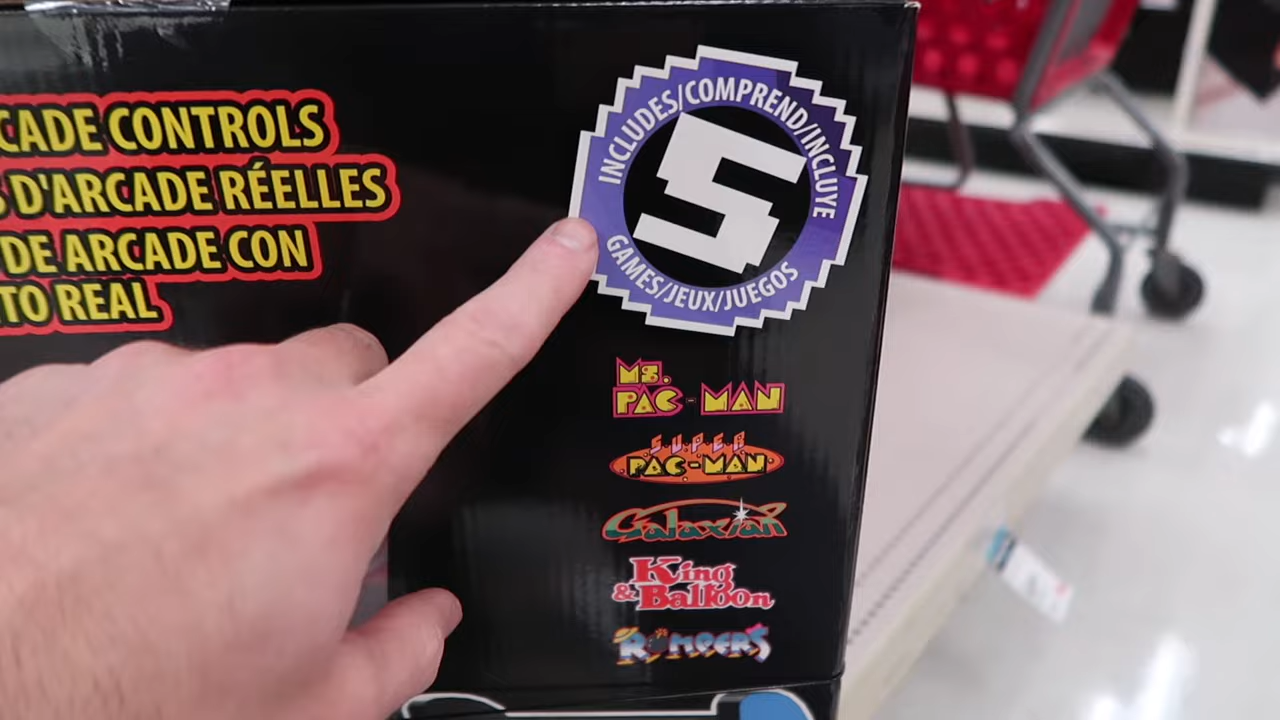 CADE CONTROLS
S D'ARCADE RÉELLES
DE ARCADE CON
TO REAL
INCLUDES/COMPREND/INCLUYE
5
GAMES/JEUX/JUEGOS
Ms.
PAC-MAN
SUPER
PAC-MAN
Galaxian
King
& Balloon
ROMPERS